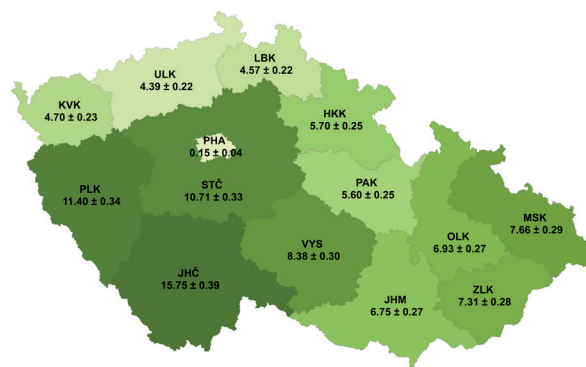 LBK
4.57 ± 0.22
ULK
4.39 ± 0.22
KVK
4.70 ± 0.23
HKK
5.70 ± 0.25
PHA
0.15 ± 0.04
STČ
10.71 ± 0.33
PLK
11.40 ± 0.34
PAK
5.60 ± 0.25
MSK
7.66 ± 0.29
OLK
6.93 ± 0.27
VYS
8.38 ± 0.30
JHČ
15.75 ± 0.39
ZLK
7.31 ± 0.28
JHM
6.75 ± 0.27